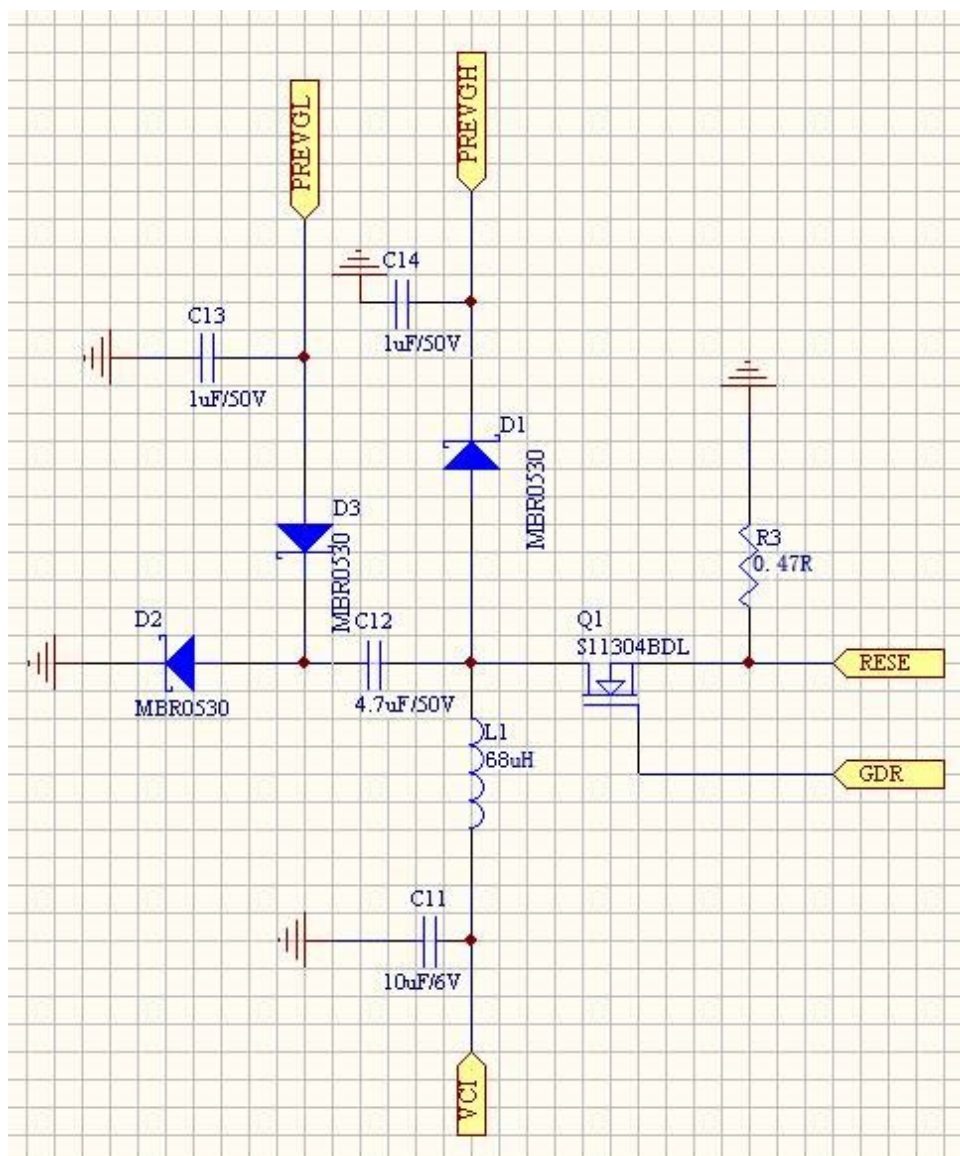 PREVGH
PREVGL
C14
1uF/50V
C13
1uF/50V
D1
MBR0530
D3
MBR0530
R3
0.47R
D2
MBR0530
C12
4.7uF/50V
Q1
S11304BDL
RESE
L1
68uH
GDR
C11
10uF/6V
VCI